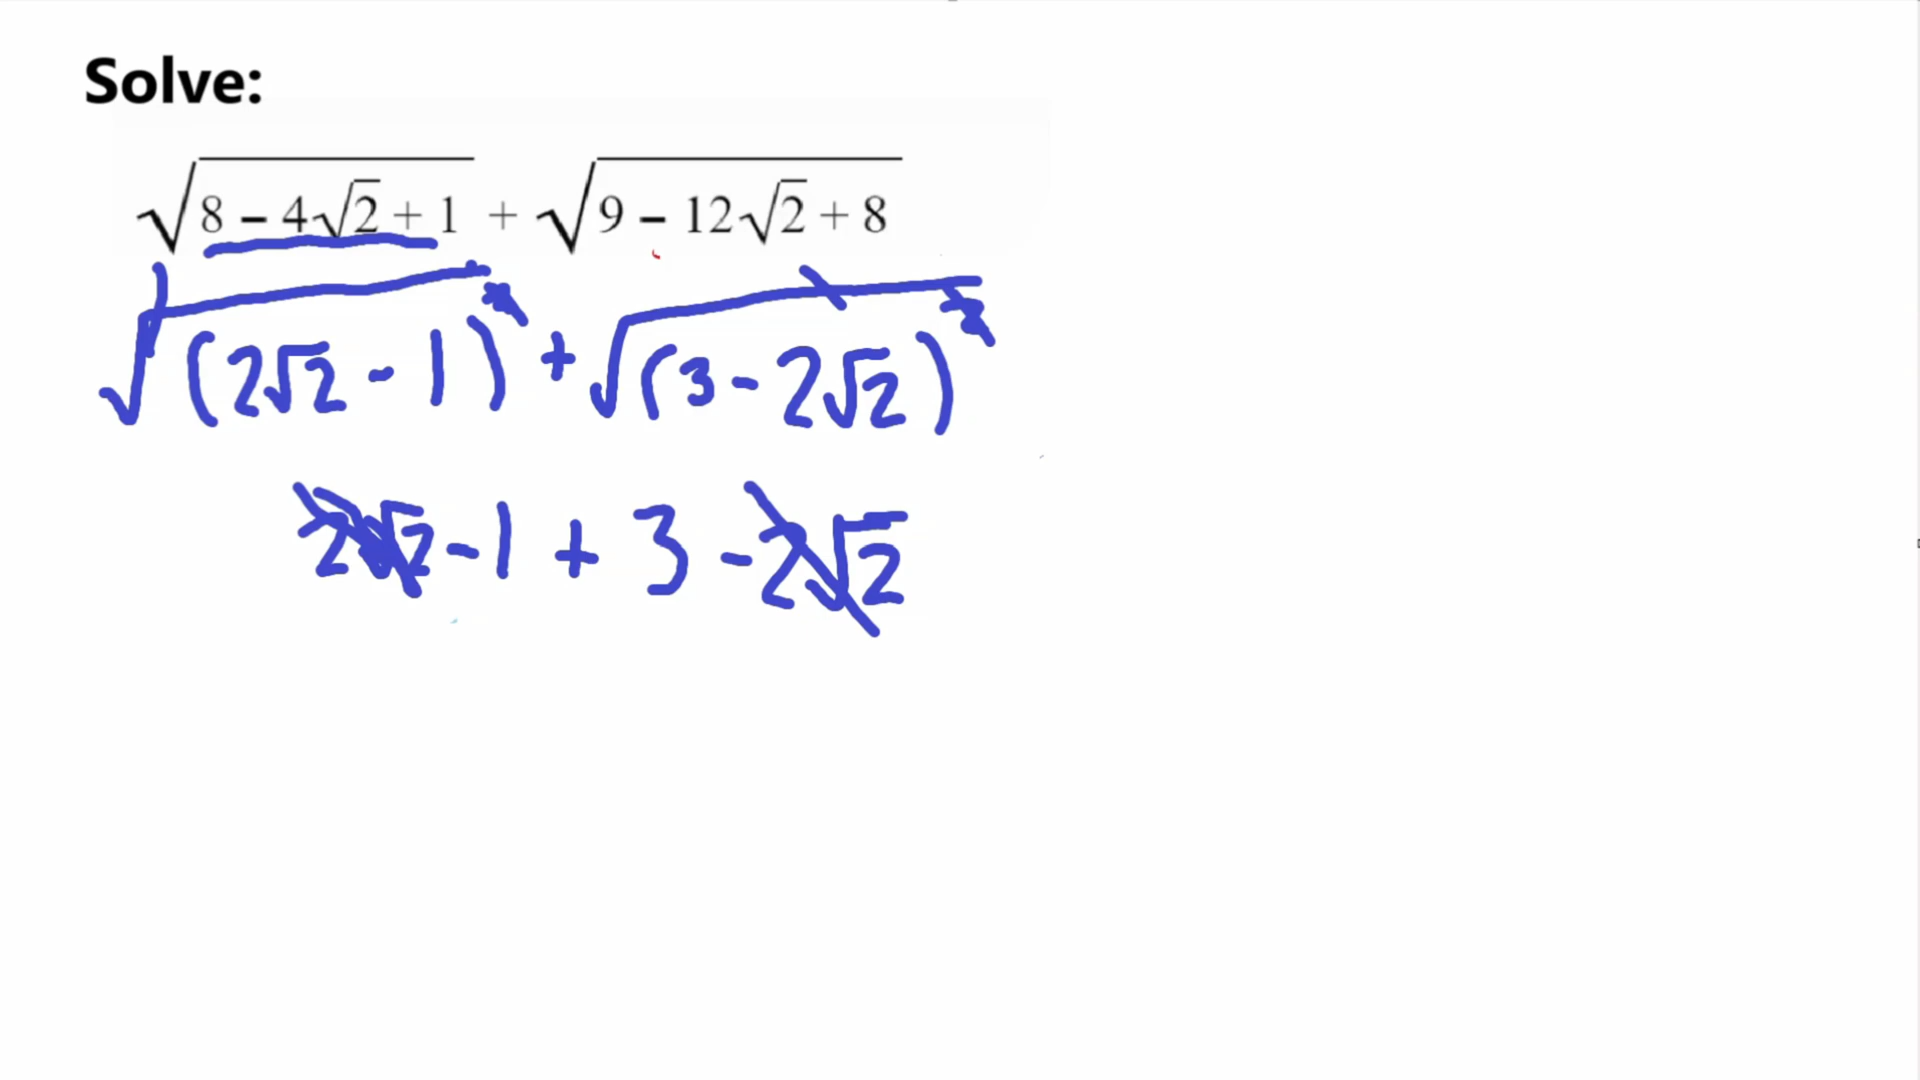 Solve:
√(8 − 4√2 + 1) + √(9 − 12√2 + 8)
√(2√2 - 1)² + √(3 - 2√2)²
2√2 - 1 + 3 - 2√2